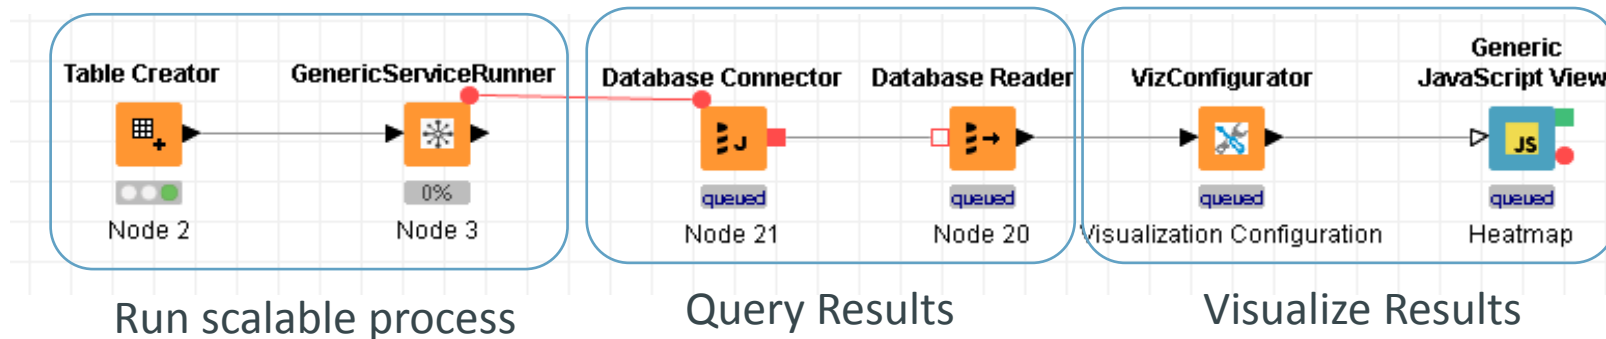 Table Creator
GenericServiceRunner
Database Connector
Database Reader
VizConfigurator
Generic
JavaScript View
J
JS
0%
queued
queued
queued
queued
Node 2
Node 3
Node 21
Node 20
Visualization Configuration
Heatmap
Run scalable process
Query Results
Visualize Results